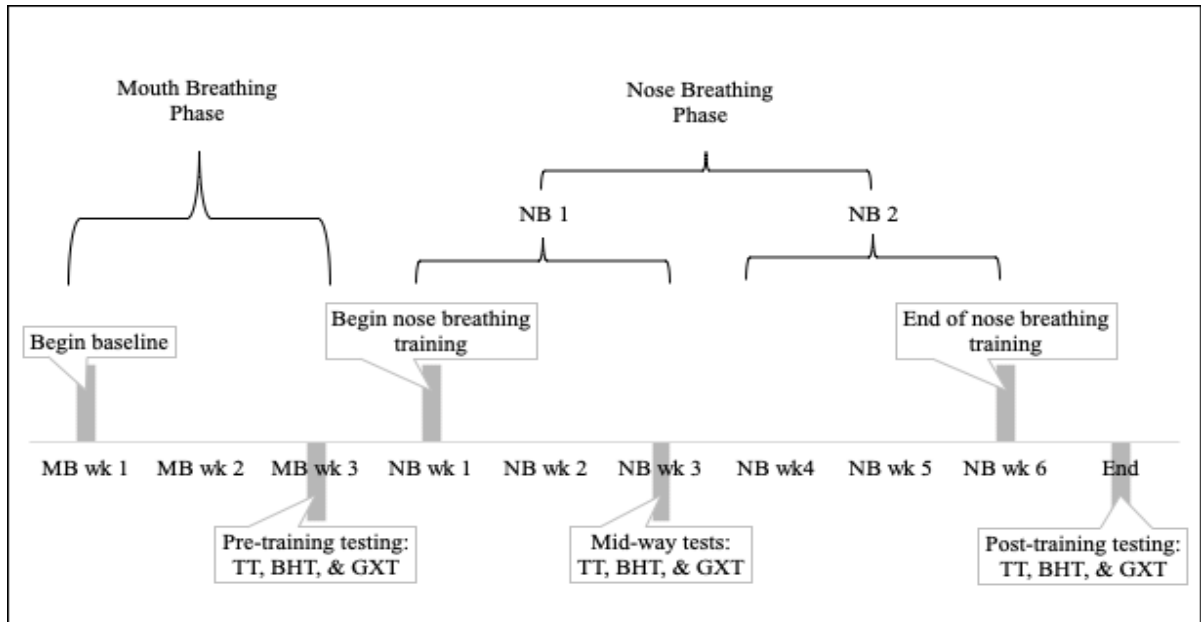 Mouth Breathing
Phase
Nose Breathing
Phase
NB 1
NB 2
Begin baseline
Begin nose breathing
training
End of nose breathing
training
MB wk 1
MB wk 2
MB wk 3
NB wk 1
NB wk 2
NB wk 3
NB wk4
NB wk 5
NB wk 6
End
Pre-training testing:
TT, BHT, & GXT
Mid-way tests:
TT, BHT, & GXT
Post-training testing:
TT, BHT, & GXT